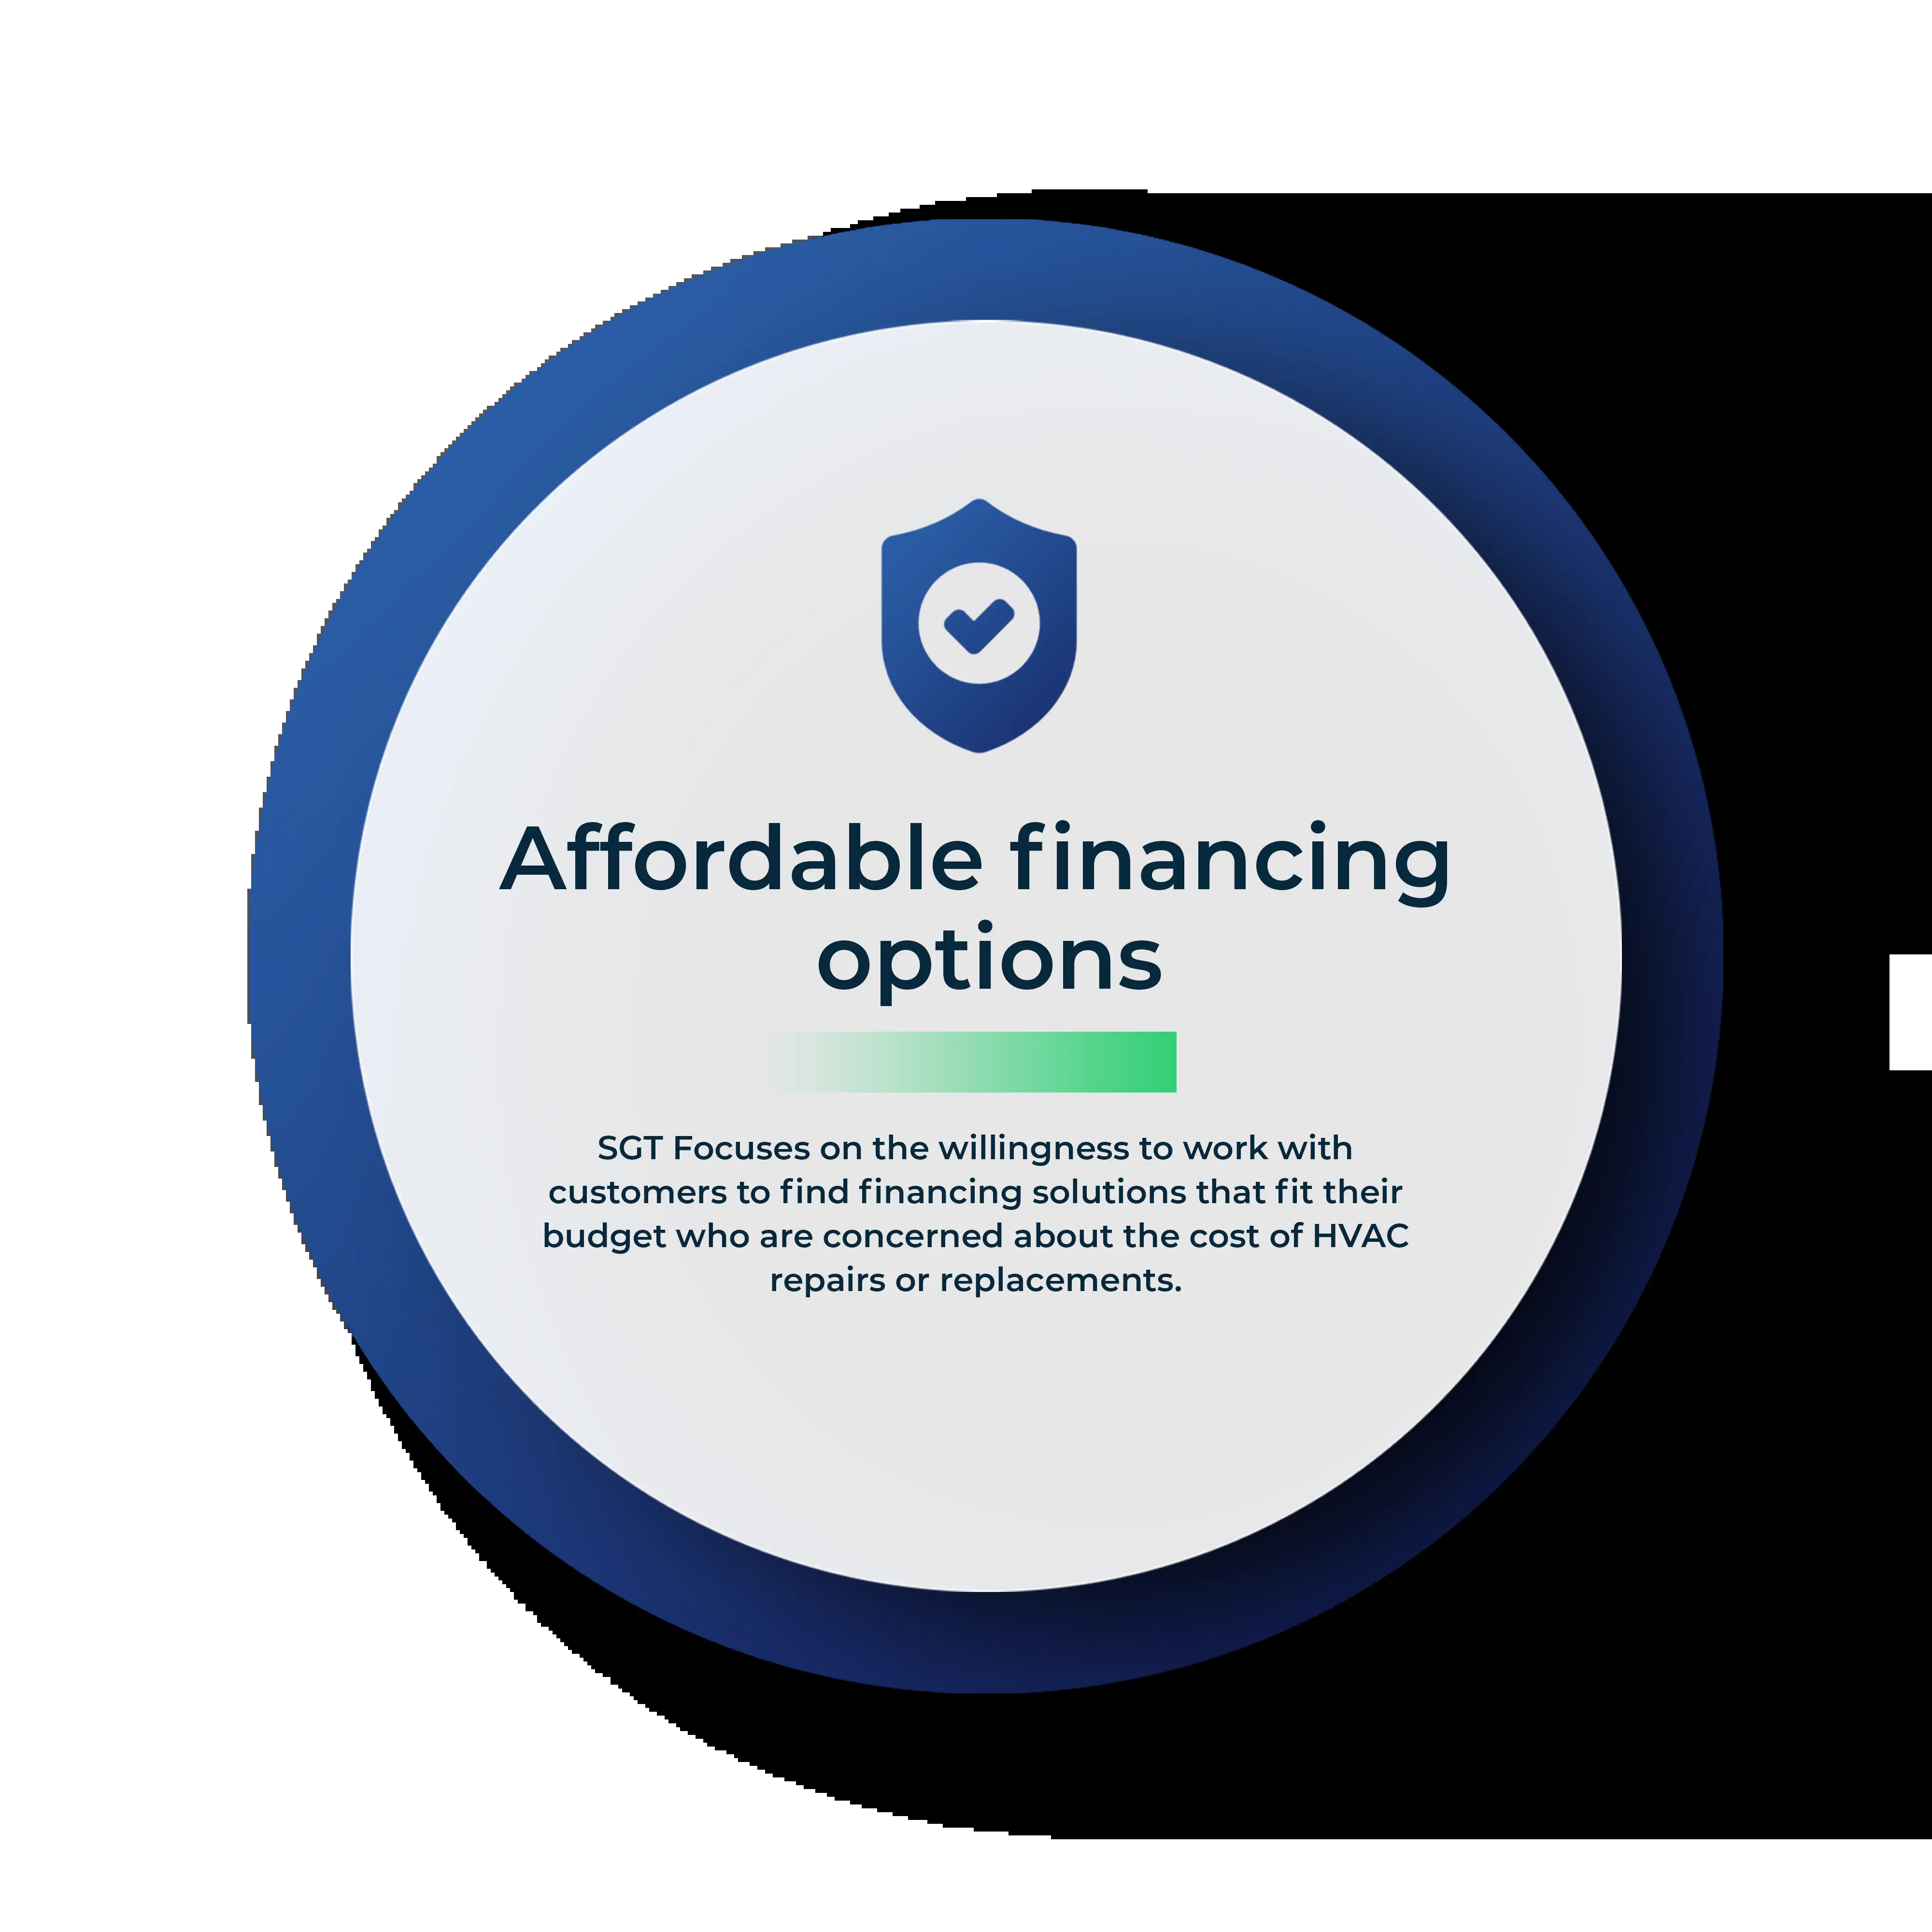 Affordable financing
options
SGT Focuses on the willingness to work with
customers to find financing solutions that fit their
budget who are concerned about the cost of HVAC
repairs or replacements.